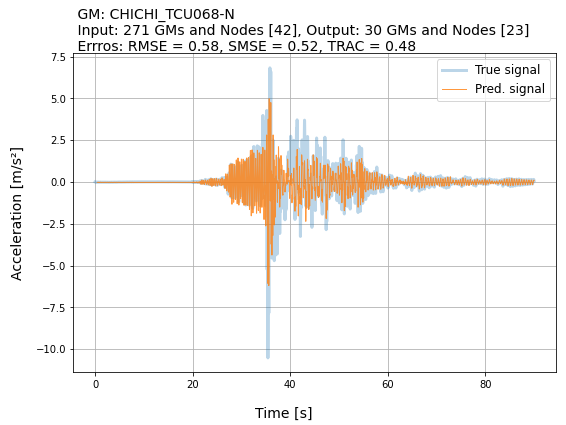 GM: CHICHI_TCU068-N
Input: 271 GMs and Nodes [42], Output: 30 GMs and Nodes [23]
Erros: RMSE = 0.58, SMSE = 0.52, TRAC = 0.48
True signal
Pred. signal
7.5
5.0
2.5
0.0
−2.5
−5.0
−7.5
−10.0
Acceleration [m/s²]
0 20 40 60 80
Time [s]